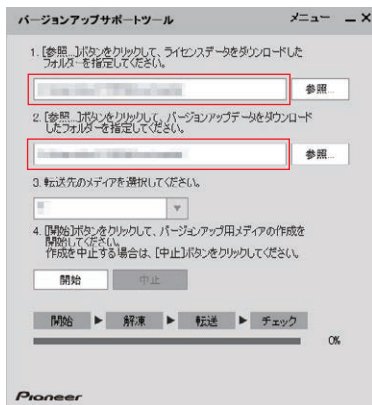 バージョンアップサポートツール
メニュー
1. [参照...]ボタンをクリックして、ライセンスデータをダウンロードした
フォルダーを指定してください。
参照...
2. [参照...]ボタンをクリックして、バージョンアップデータをダウンロード
したフォルダーを指定してください。
参照...
3. 転送先のメディアを選択してください。
4. [開始]ボタンをクリックして、バージョンアップ用メディアの作成を
開始してください。
作成を中止する場合は、[中止]ボタンをクリックしてください。
開始 中止
開始 ▶ 解凍 ▶ 転送 ▶ チェック
0%
Pioneer